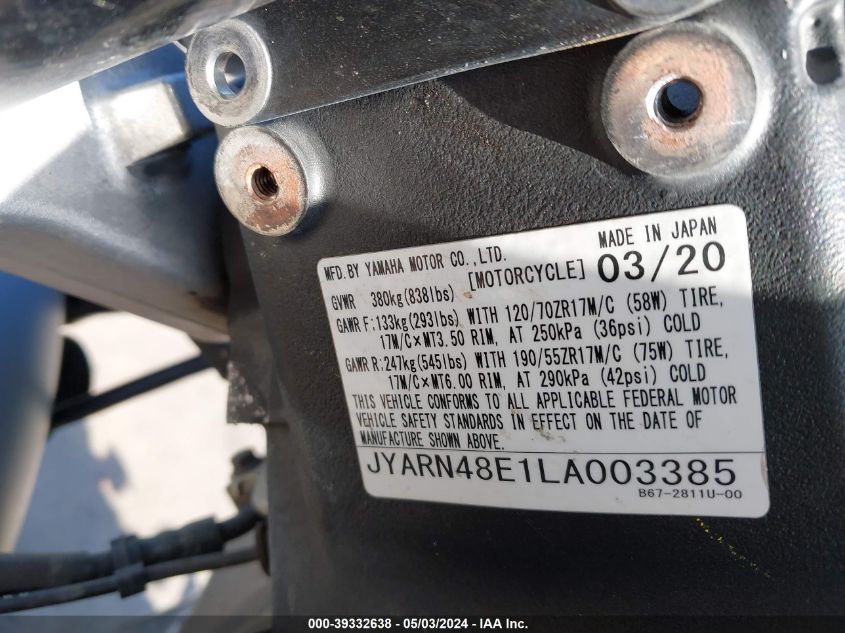 MFD.BY YAMAHA MOTOR CO.,LTD. MADE IN JAPAN
GVWR 380kg(838lbs) [MOTORCYCLE] 03/20
GAWR F:133kg(293lbs) WITH 120/70ZR17M/C (58W) TIRE,
17M/C×MT3.50 RIM, AT 250kPa (36psi) COLD
GAWR R:247kg(545lbs) WITH 190/55ZR17M/C (75W) TIRE,
17M/C×MT6.00 RIM, AT 290kPa (42psi) COLD
THIS VEHICLE CONFORMS TO ALL APPLICABLE FEDERAL MOTOR
VEHICLE SAFETY STANDARDS IN EFFECT ON THE DATE OF
MANUFACTURE SHOWN ABOVE.
JYARN48E1LA003385
B67-2811U-00
000-39332638 - 05/03/2024 - IAA Inc.